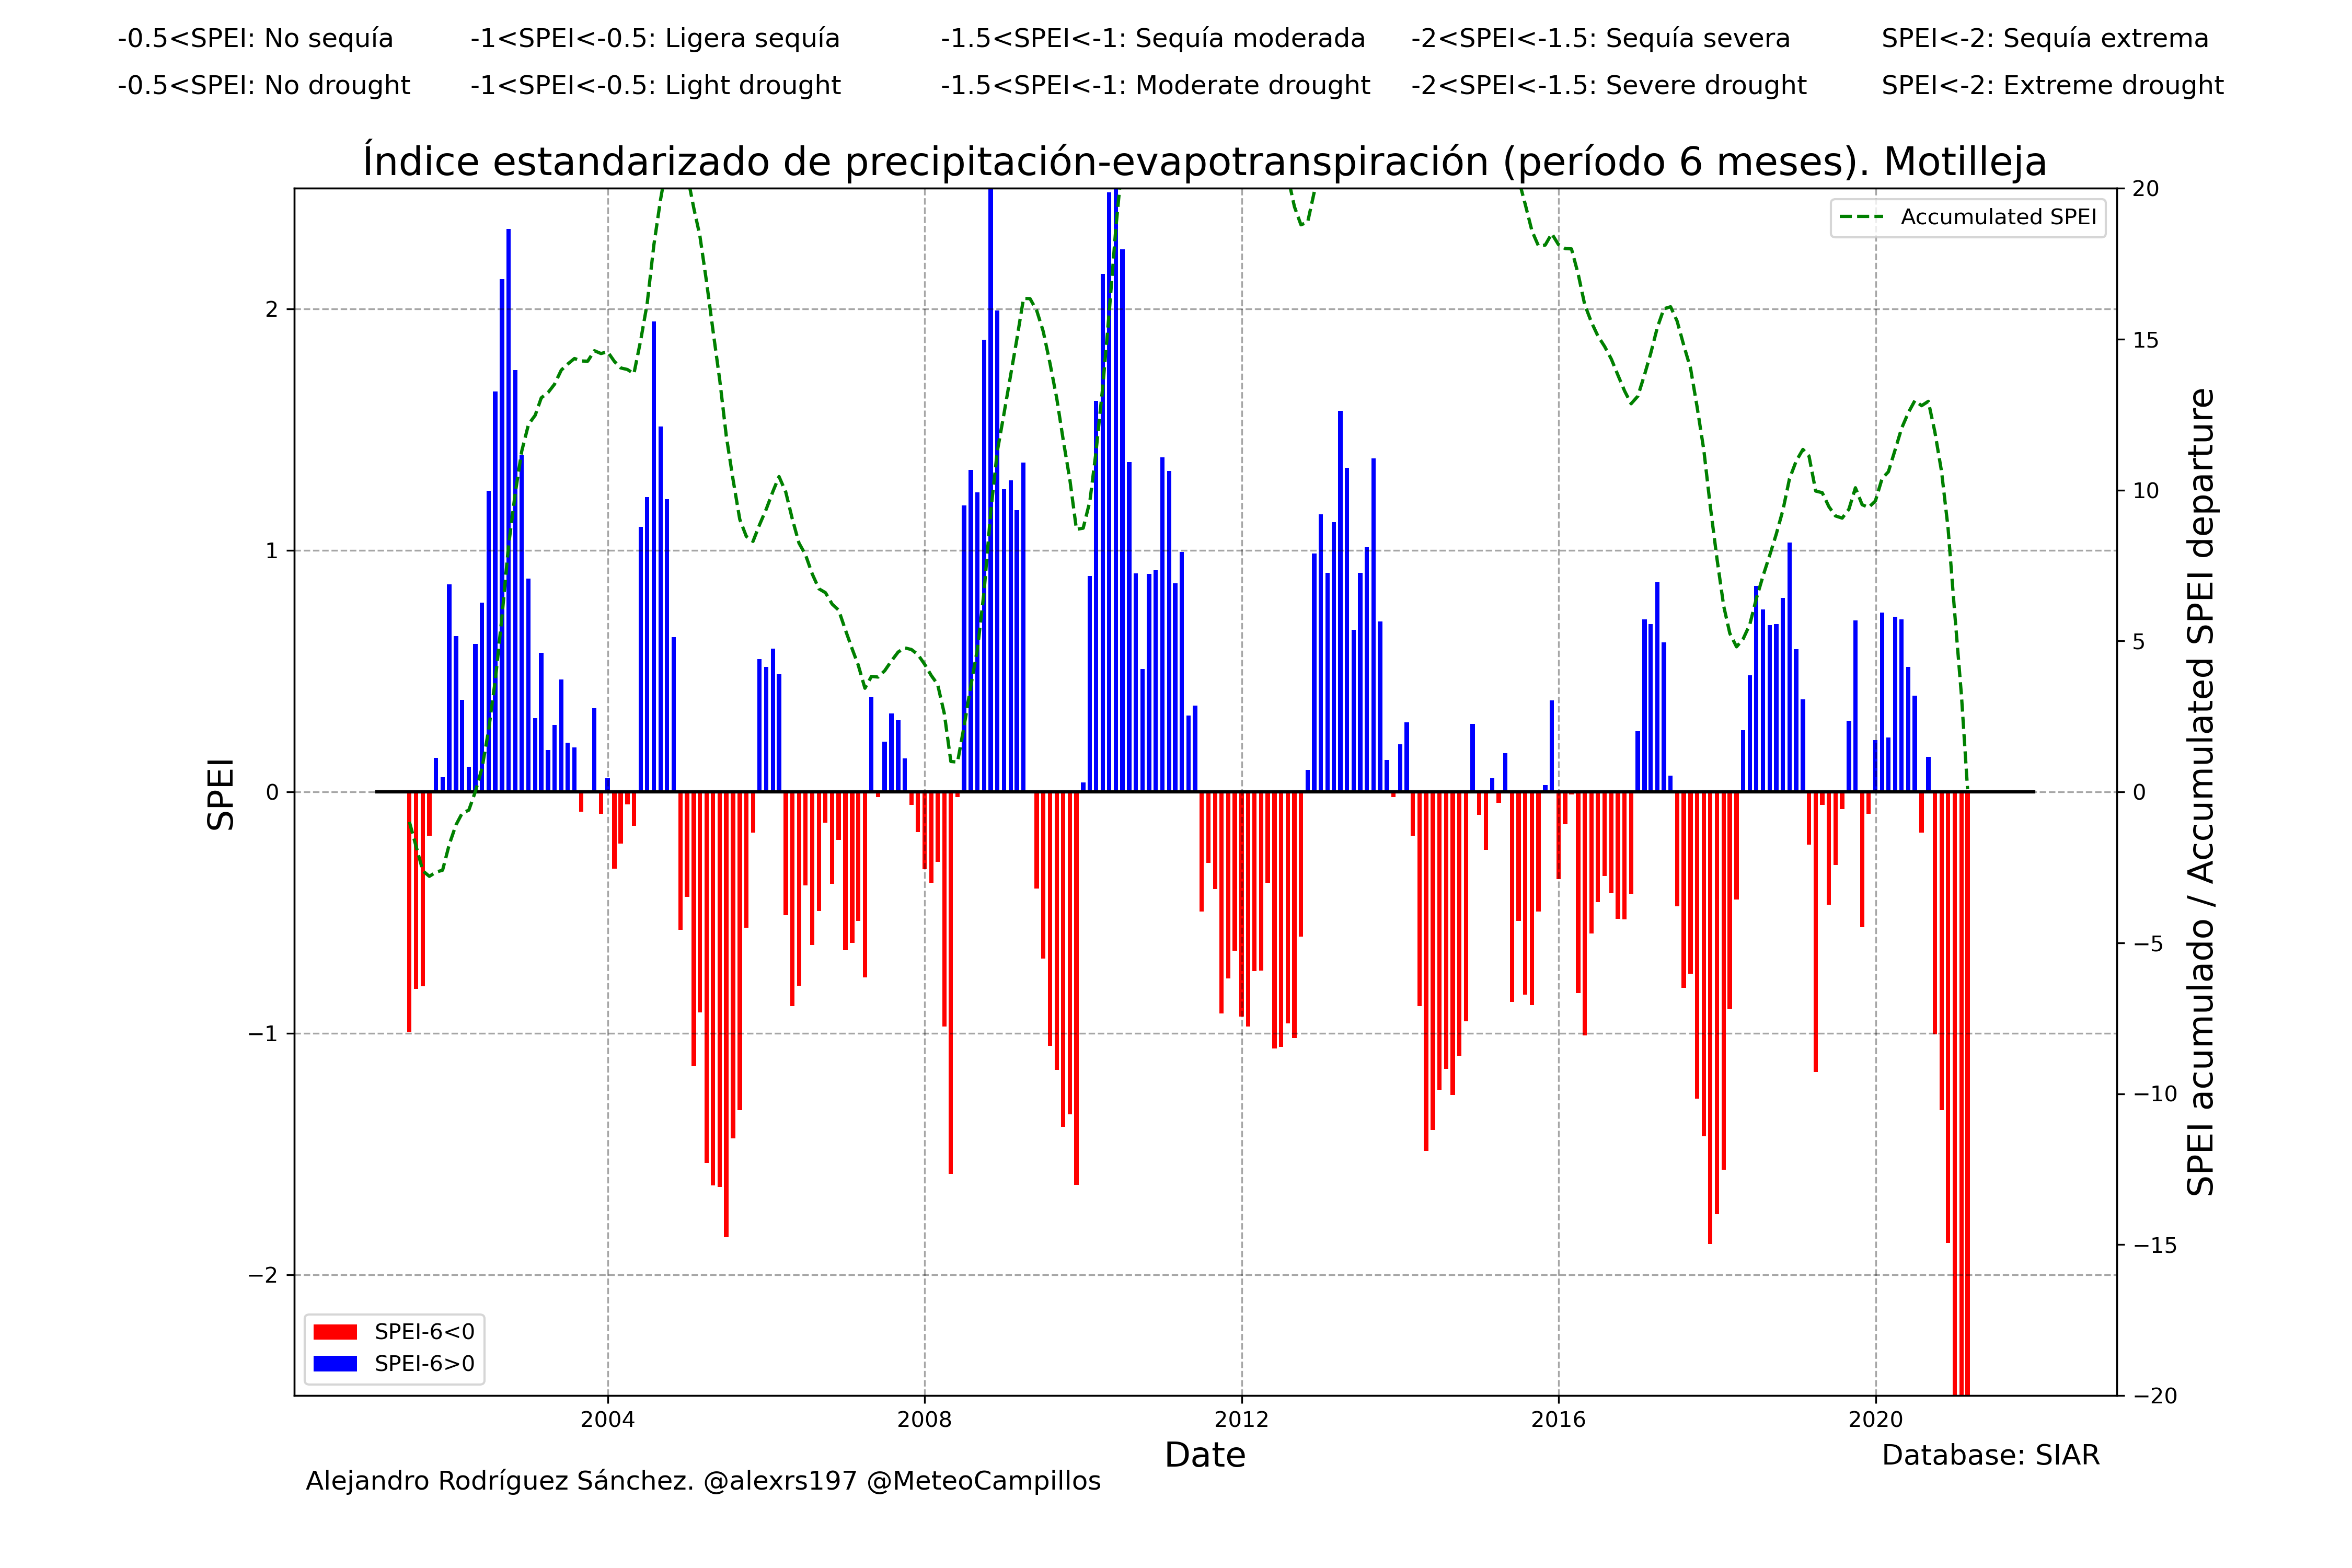 -0.5<SPEI: No sequía -1<SPEI<-0.5: Ligera sequía -1.5<SPEI<-1: Sequía moderada -2<SPEI<-1.5: Sequía severa SPEI<-2: Sequía extrema
-0.5<SPEI: No drought -1<SPEI<-0.5: Light drought -1.5<SPEI<-1: Moderate drought -2<SPEI<-1.5: Severe drought SPEI<-2: Extreme drought
Índice estandarizado de precipitación-evapotranspiración (período 6 meses). Motilleja
Accumulated SPEI
SPEI
2
1
0
−1
−2
20
15
10
5
0
−5
−10
−15
−20
SPEI acumulado / Accumulated SPEI departure
SPEI-6<0
SPEI-6>0
2004 2008 2012 2016 2020
Date
Database: SIAR
Alejandro Rodríguez Sánchez. @alexrs197 @MeteoCampillos